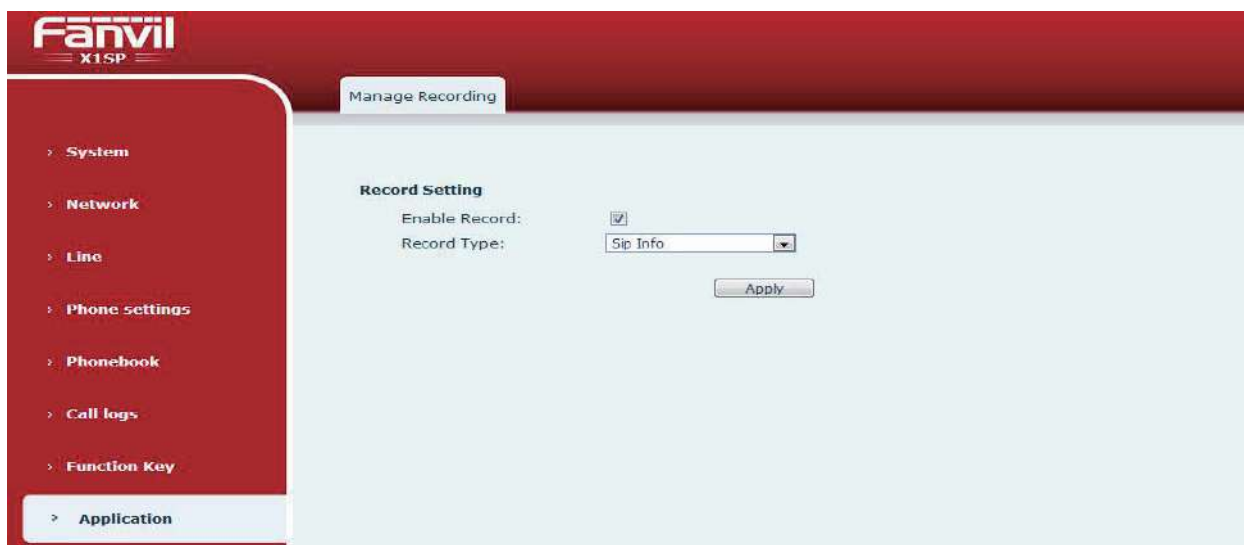 Fanvil
X1SP
Manage Recording
› System
› Network
› Line
› Phone settings
› Phonebook
› Call logs
› Function Key
› Application
Record Setting
Enable Record:
Record Type: Sip Info
Apply